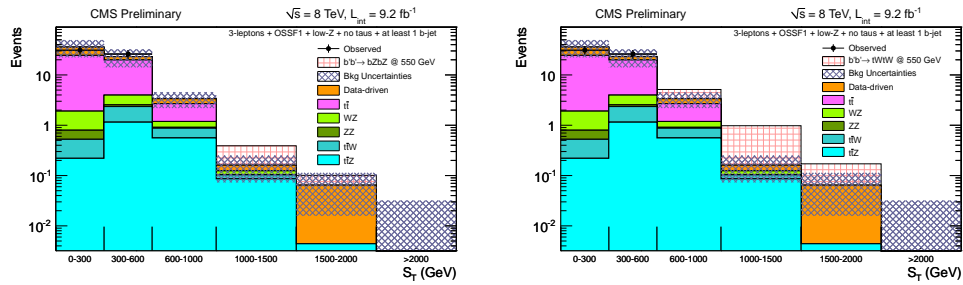 CMS Preliminary
√s = 8 TeV, L_int = 9.2 fb⁻¹
3-leptons + OSSF1 + low-Z + no taus + at least 1 b-jet
Events
10
1
10⁻¹
10⁻²
Observed
b'b̄'→ bZbZ @ 550 GeV
Bkg Uncertainties
Data-driven
tt̄
WZ
ZZ
tt̄W
tt̄Z
0-300
300-600
600-1000
1000-1500
1500-2000
>2000
S_T (GeV)
CMS Preliminary
√s = 8 TeV, L_int = 9.2 fb⁻¹
3-leptons + OSSF1 + low-Z + no taus + at least 1 b-jet
Events
10
1
10⁻¹
10⁻²
Observed
b'b̄'→ tWtW @ 550 GeV
Bkg Uncertainties
Data-driven
tt̄
WZ
ZZ
tt̄W
tt̄Z
0-300
300-600
600-1000
1000-1500
1500-2000
>2000
S_T (GeV)